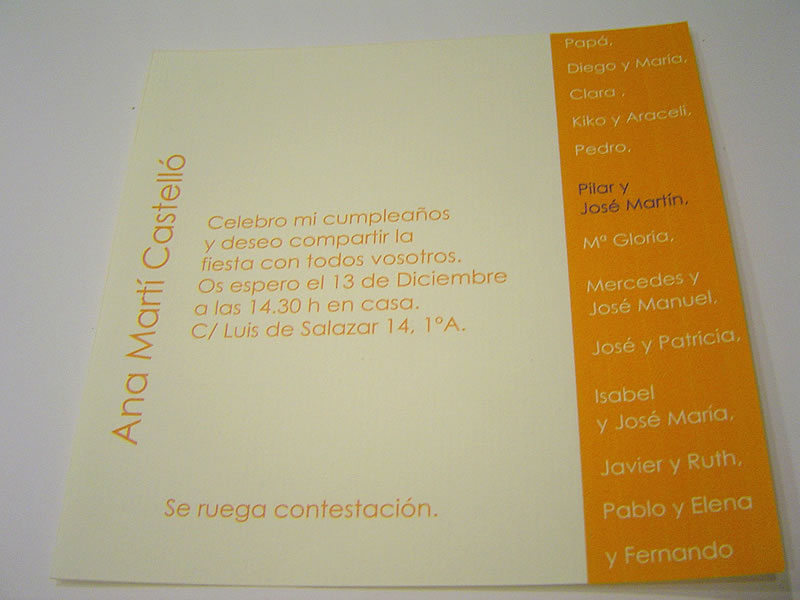 Ana Martí Castelló
Celebro mi cumpleaños
y deseo compartir la
fiesta con todos vosotros.
Os espero el 13 de Diciembre
a las 14.30 h en casa.
C/ Luis de Salazar 14, 1ºA.
Se ruega contestación.
Papá,
Diego y María,
Clara ,
Kiko y Araceli,
Pedro,
Pilar y
José Martín,
Mª Gloria,
Mercedes y
José Manuel,
José y Patricia,
Isabel
y José María,
Javier y Ruth,
Pablo y Elena
y Fernando